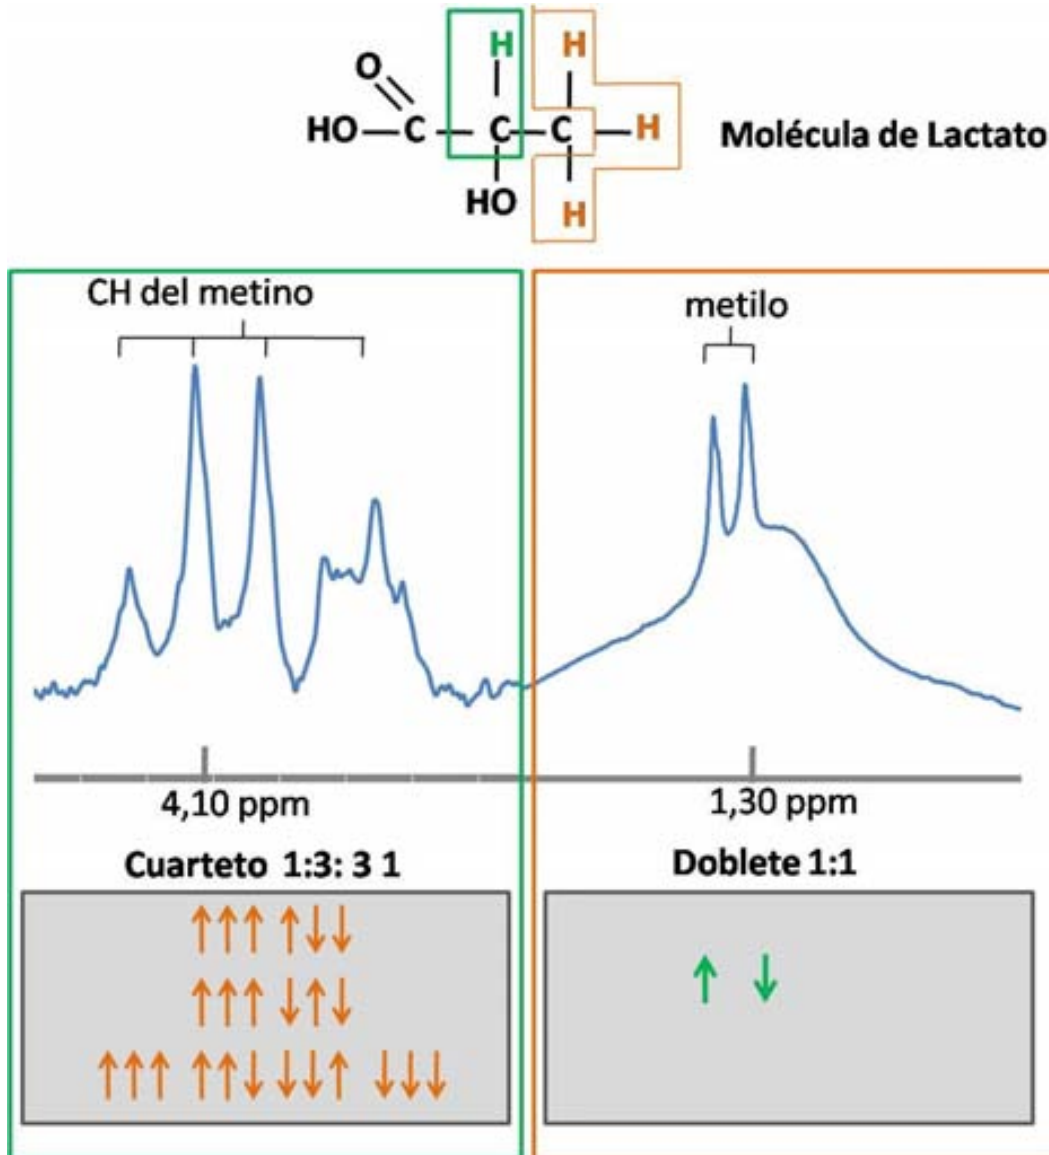 H H
O
HO C C C H
Molécula de Lactato
HO H
CH del metino
metilo
4,10 ppm
1,30 ppm
Cuarteto 1:3: 3 1
Doblete 1:1